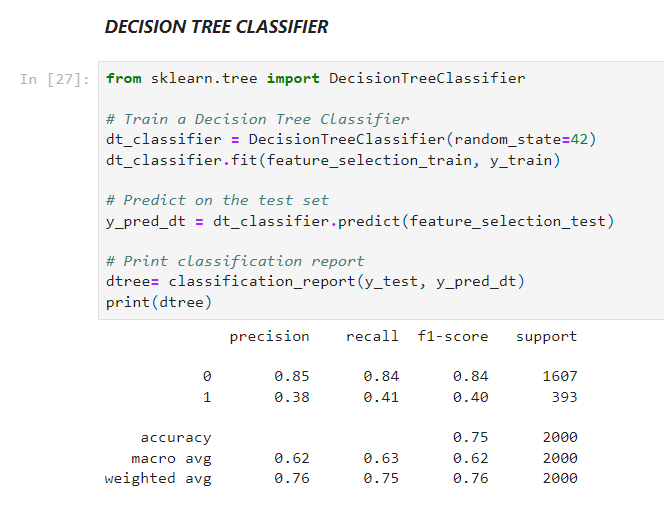 DECISION TREE CLASSIFIER
In [27]: from sklearn.tree import DecisionTreeClassifier
# Train a Decision Tree Classifier
dt_classifier = DecisionTreeClassifier(random_state=42)
dt_classifier.fit(feature_selection_train, y_train)
# Predict on the test set
y_pred_dt = dt_classifier.predict(feature_selection_test)
# Print classification report
dtree= classification_report(y_test, y_pred_dt)
print(dtree)
precision recall f1-score support
0 0.85 0.84 0.84 1607
1 0.38 0.41 0.40 393
accuracy 0.75 2000
macro avg 0.62 0.63 0.62 2000
weighted avg 0.76 0.75 0.76 2000